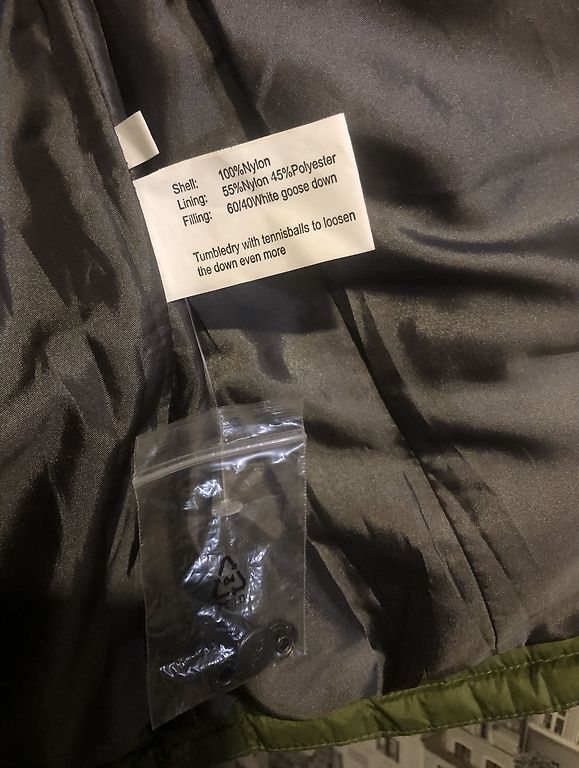 Shell: 100%Nylon
Lining: 55%Nylon 45%Polyester
Filling: 60/40White goose down
Tumbledry with tennisballs to loosen
the down even more
04